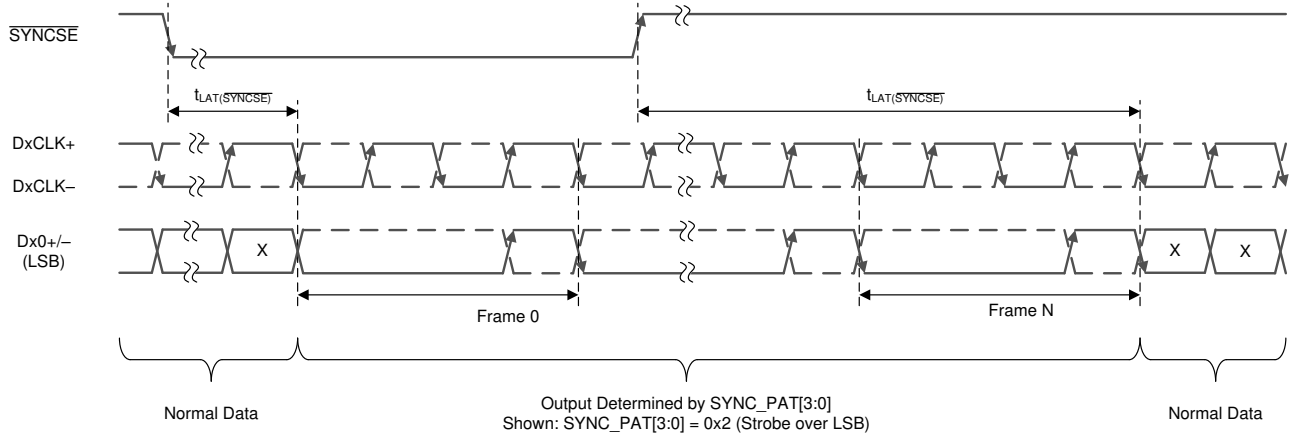 SYNCSE
tLAT(SYNCSE)
tLAT(SYNCSE)
DxCLK+
DxCLK–
Dx0+/–
(LSB)
X
X
X
Frame 0
Frame N
Normal Data
Output Determined by SYNC_PAT[3:0]
Shown: SYNC_PAT[3:0] = 0x2 (Strobe over LSB)
Normal Data